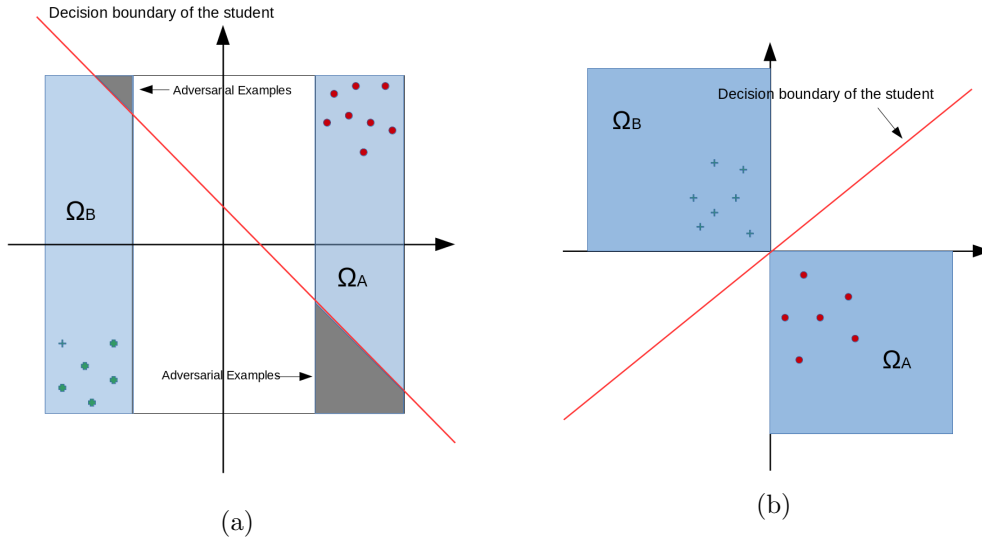 Decision boundary of the student
Adversarial Examples
ΩB
ΩA
Adversarial Examples
(a)
Decision boundary of the student
ΩB
ΩA
(b)